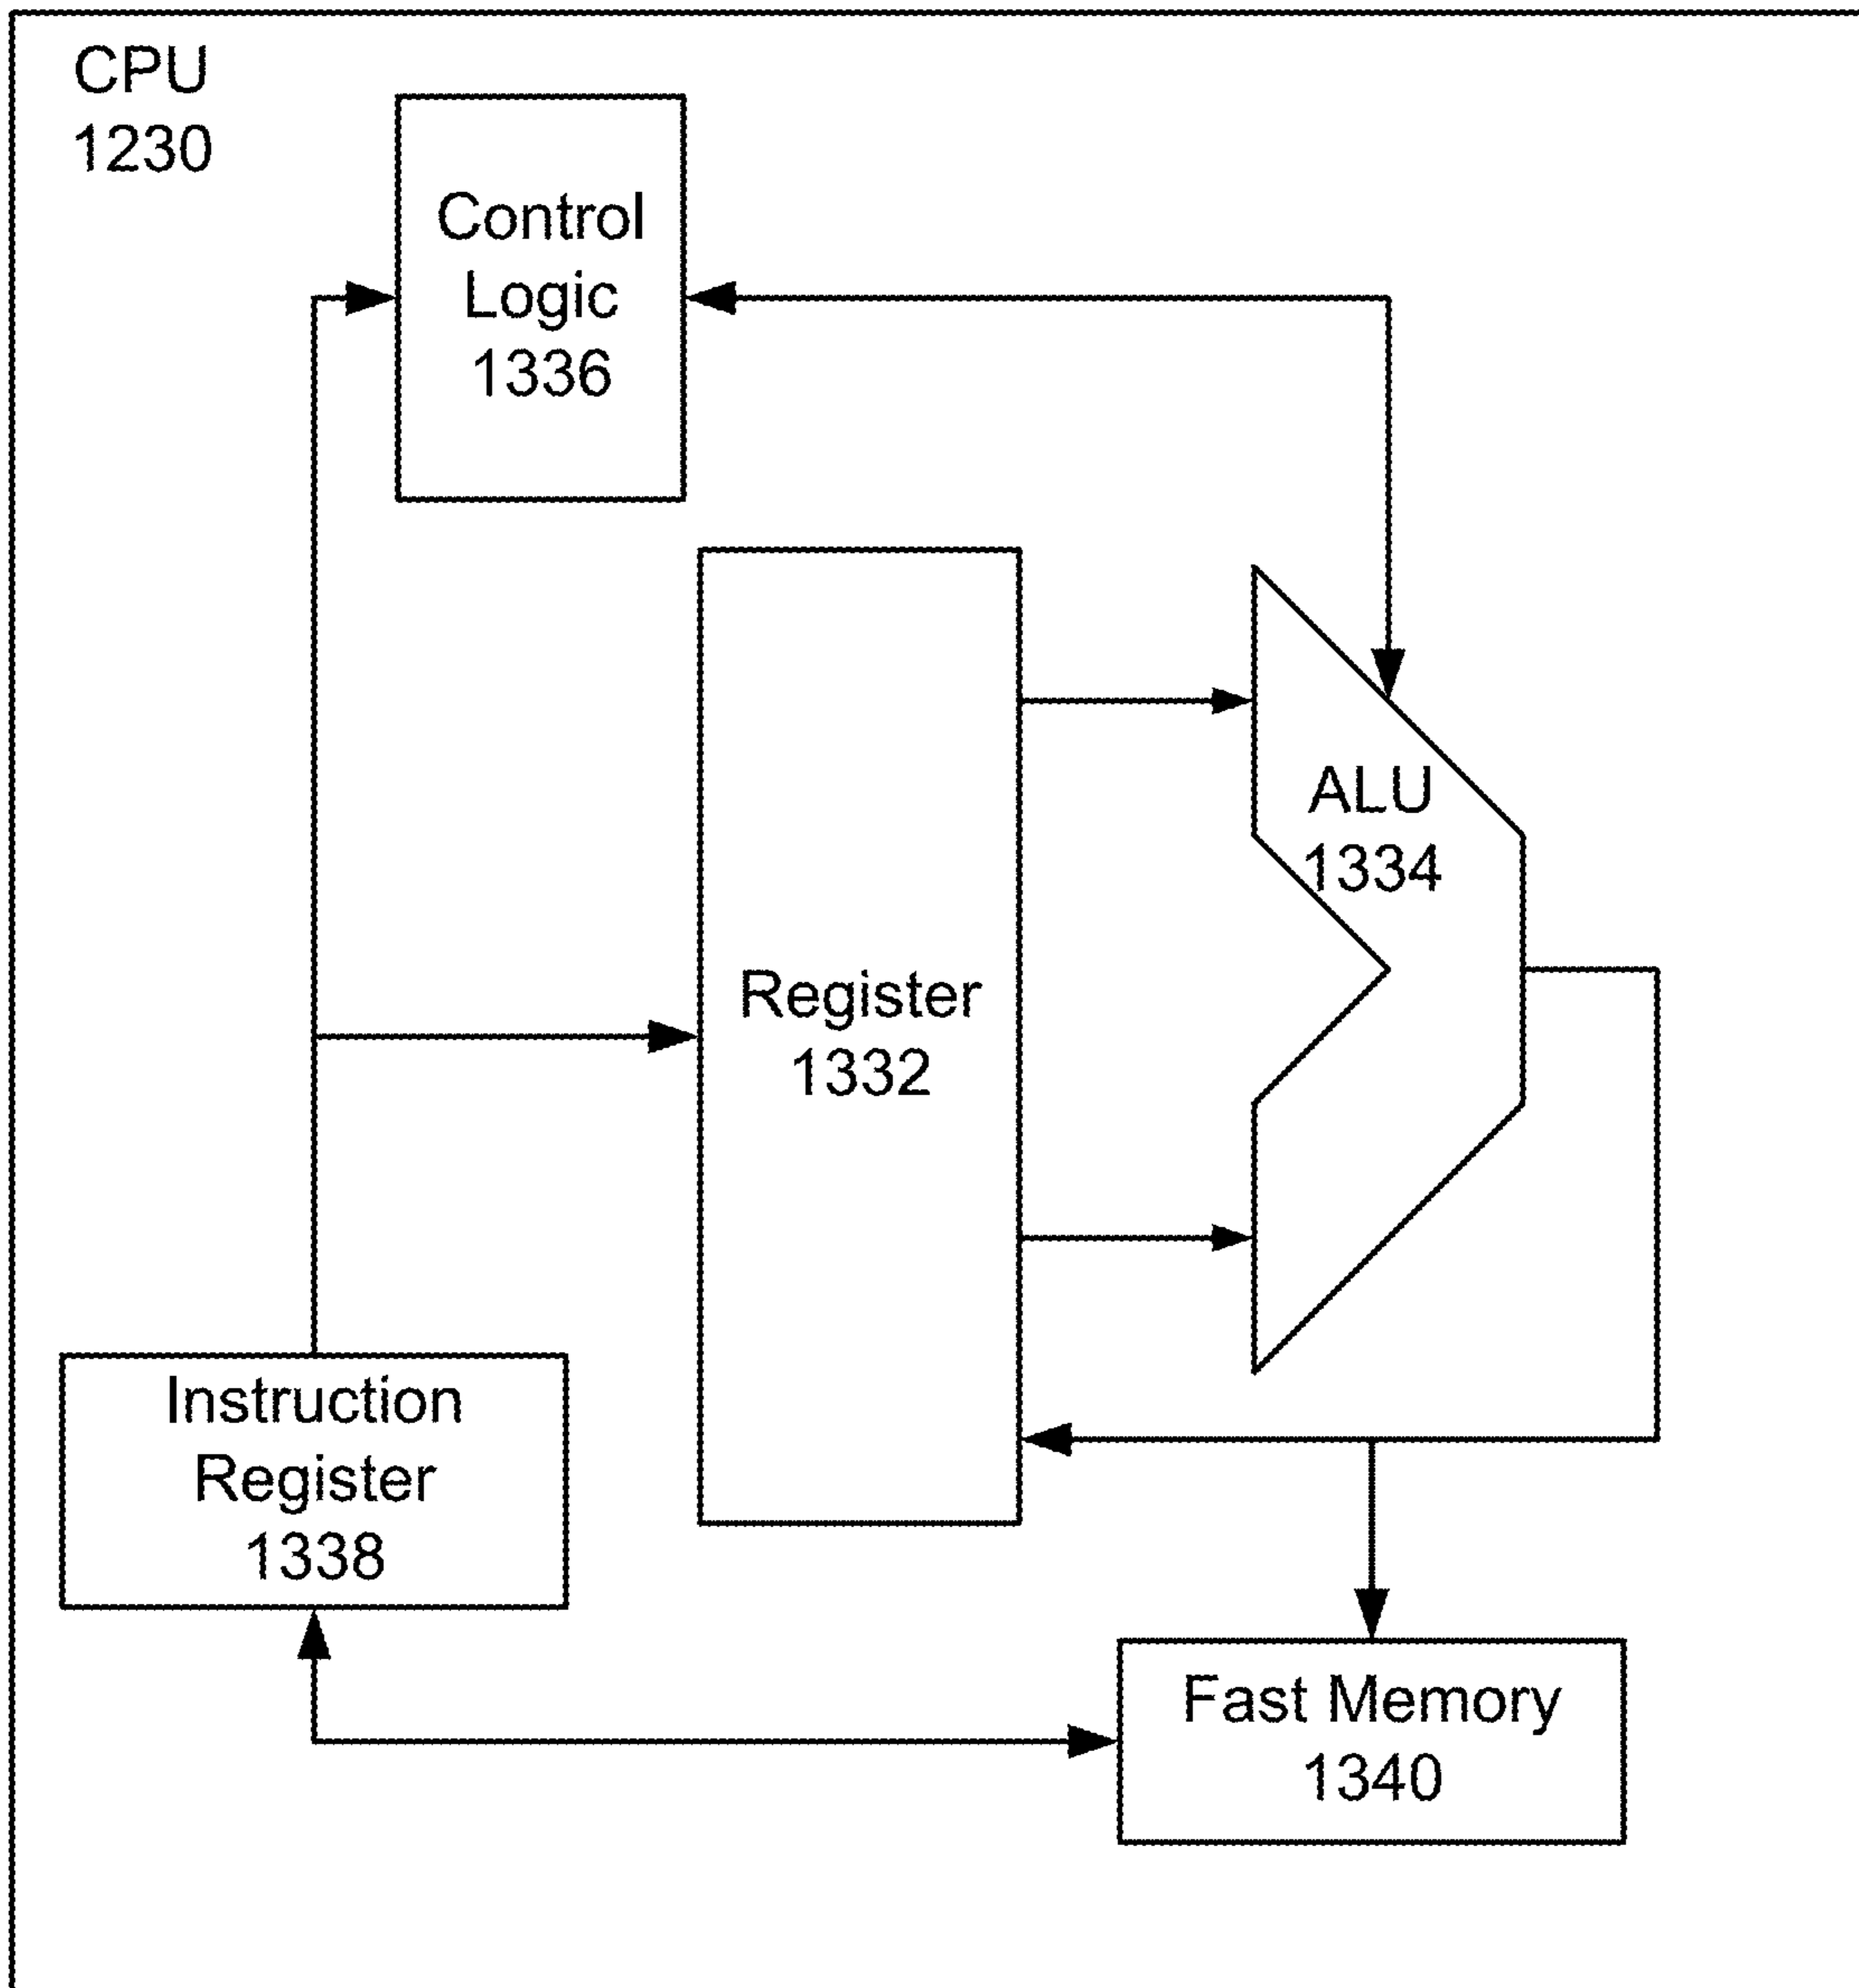 CPU
1230
Control
Logic
1336
ALU
1334
Register
1332
Instruction
Register
1338
Fast Memory
1340